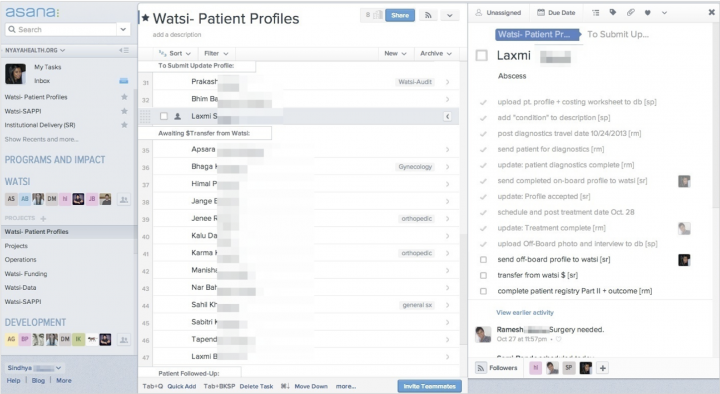 asana:
Search
NYAYAHEALTH.ORG
My Tasks
Inbox
Watsi- Patient Profiles
Watsi-SAPPI
Institutional Delivery (SR)
Show Recents and more...
PROGRAMS AND IMPACT
WATSI
AS AB DM N JB
PROJECTS +
Watsi- Patient Profiles
Projects
Operations
Watsi- Funding
Watsi-Data
Watsi-SAPPI
DEVELOPMENT
AG BP DM IK
Sindhya
Help | Blog | More
Watsi- Patient Profiles
add a description
8
Share
Sort
Filter
New
Archive
To Submit Update Profile:
31 Prakash Watsi-Audit
32 Bhim Ba
Laxmi S
Awaiting $Transfer from Watsi:
35 Apsara
36 Bhaga Gynecology
37 Himal P
38 Jange B
39 Jenee R orthopedic
40 Kalu Da
41 Karma orthopedic
42 Manisha
43 Nar Bah
44 Sahil Kh general sx
45 Sabitri
46 Tapend
47 Laxmi B
Patient Followed-Up:
Tab+Q Quick Add Tab+BKSP Delete Task ⌘↓ Move Down more...
Invite Teammates
Unassigned
Due Date
Watsi- Patient Pr...
To Submit Up...
Laxmi
Abscess
upload pt. profile + costing worksheet to db [sp]
add "condition" to description [sp]
post diagnostics travel date 10/24/2013 [rm]
send patient for diagnostics [rm]
update: patient diagnostics complete [rm]
send completed on-board profile to watsi [sr]
update: Profile accepted [sr]
schedule and post treatment date Oct. 28
update: Treatment complete [rm]
upload Off-Board photo and interview to db [sp]
send off-board profile to watsi [sr]
transfer from watsi $ [sr]
complete patient registry Part II + outcome [rm]
View earlier activity
Ramesh Surgery needed.
Oct 27 at 11:57pm
Followers
N SP +